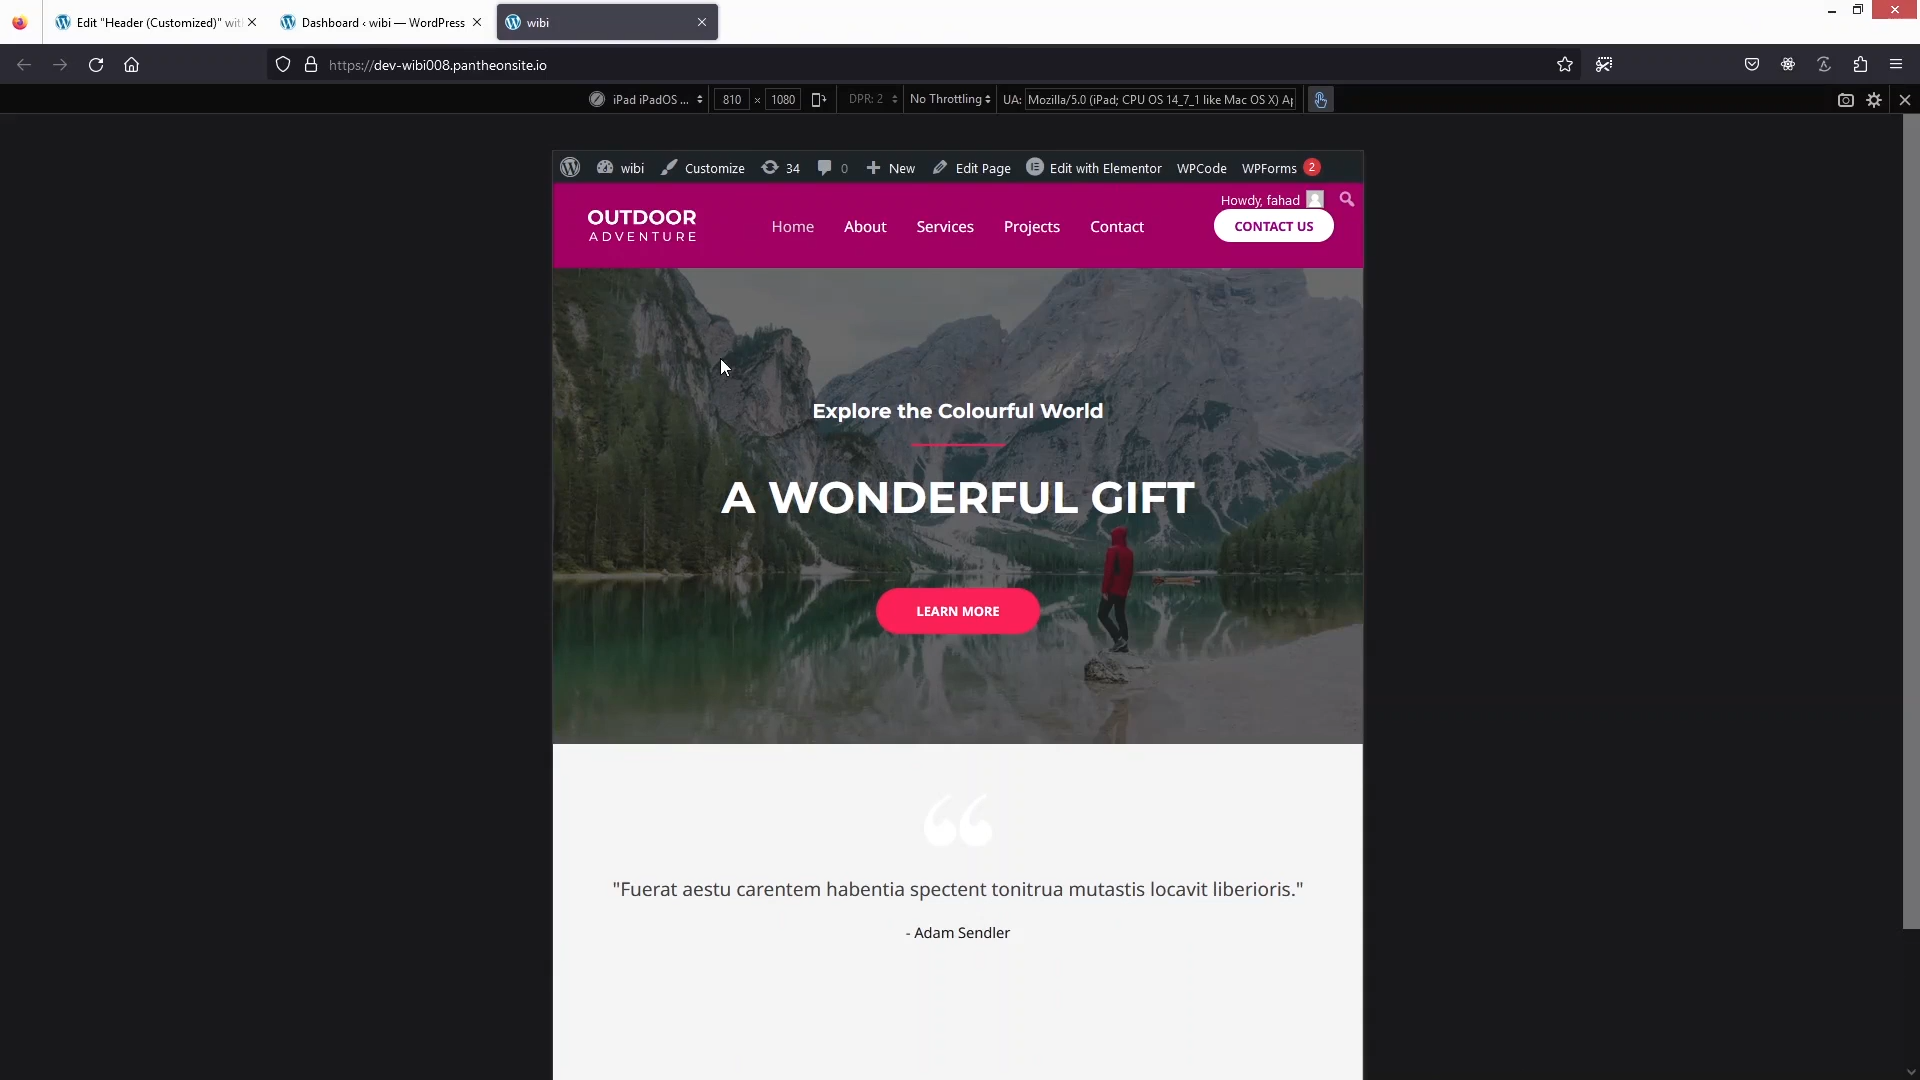 Edit "Header (Customized)" wit
Dashboard ‹ wibi — WordPress
wibi
https://dev-wibi008.pantheonsite.io
iPad iPadOS ...
810 × 1080
DPR: 2
No Throttling
UA: Mozilla/5.0 (iPad; CPU OS 14_7_1 like Mac OS X) Ap
wibi
Customize
34
0
New
Edit Page
Edit with Elementor
WPCode
WPForms 2
Howdy, fahad
OUTDOOR
ADVENTURE
Home
About
Services
Projects
Contact
CONTACT US
Explore the Colourful World
A WONDERFUL GIFT
LEARN MORE
“
"Fuerat aestu carentem habentia spectent tonitrua mutastis locavit liberioris."
- Adam Sendler